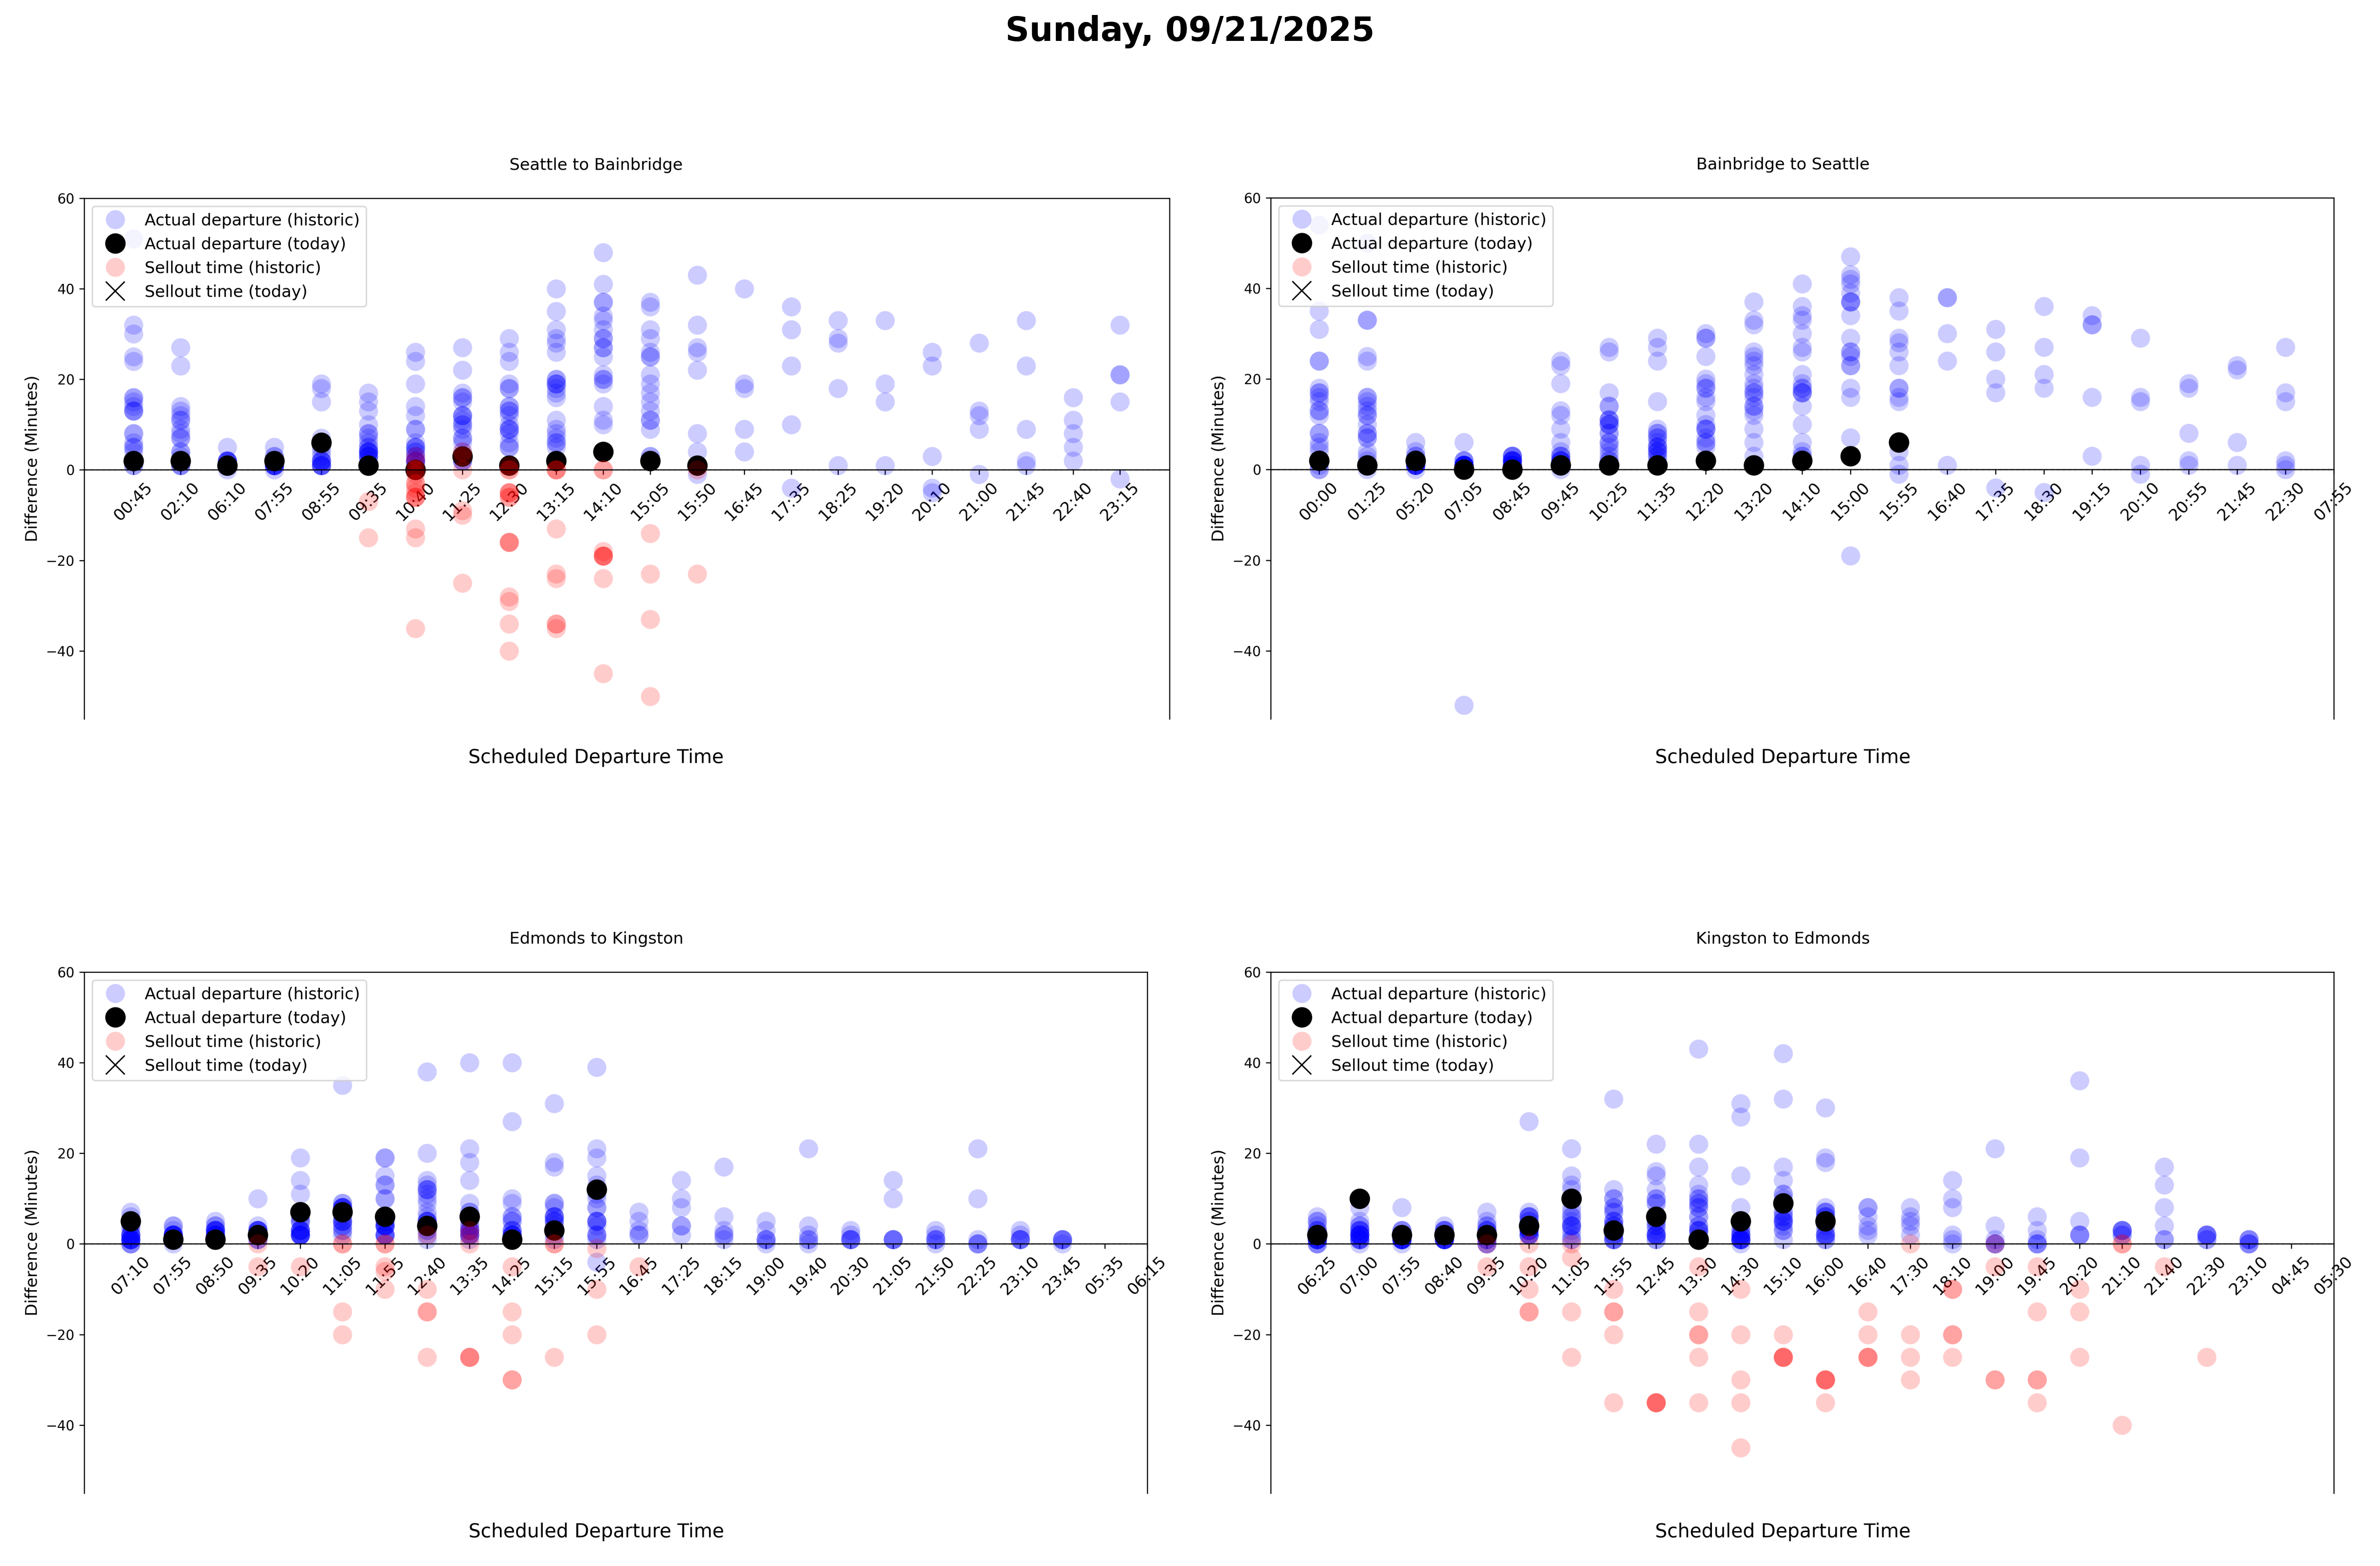 Sunday, 09/21/2025
Seattle to Bainbridge
Difference (Minutes)
60
40
20
0
−20
−40
Actual departure (historic)
Actual departure (today)
Sellout time (historic)
Sellout time (today)
00:45 02:10 06:10 07:55 08:55 09:35 10:40 11:25 12:30 13:15 14:10 15:05 15:50 16:45 17:35 18:25 19:20 20:10 21:00 21:45 22:40 23:15
Scheduled Departure Time
Bainbridge to Seattle
Difference (Minutes)
60
40
20
0
−20
−40
Actual departure (historic)
Actual departure (today)
Sellout time (historic)
Sellout time (today)
00:00 01:25 05:20 07:05 08:45 09:45 10:25 11:35 12:20 13:20 14:10 15:00 15:55 16:40 17:35 18:30 19:15 20:10 20:55 21:45 22:30 07:55
Scheduled Departure Time
Edmonds to Kingston
Difference (Minutes)
60
40
20
0
−20
−40
Actual departure (historic)
Actual departure (today)
Sellout time (historic)
Sellout time (today)
07:10 07:55 08:50 09:35 10:20 11:05 11:55 12:40 13:35 14:25 15:15 15:55 16:45 17:25 18:15 19:00 19:40 20:30 21:05 21:50 22:25 23:10 23:45 05:35 06:15
Scheduled Departure Time
Kingston to Edmonds
Difference (Minutes)
60
40
20
0
−20
−40
Actual departure (historic)
Actual departure (today)
Sellout time (historic)
Sellout time (today)
06:25 07:00 07:55 08:40 09:35 10:20 11:05 11:55 12:45 13:30 14:30 15:10 16:00 16:40 17:30 18:10 19:00 19:45 20:20 21:10 21:40 22:30 23:10 04:45 05:30
Scheduled Departure Time